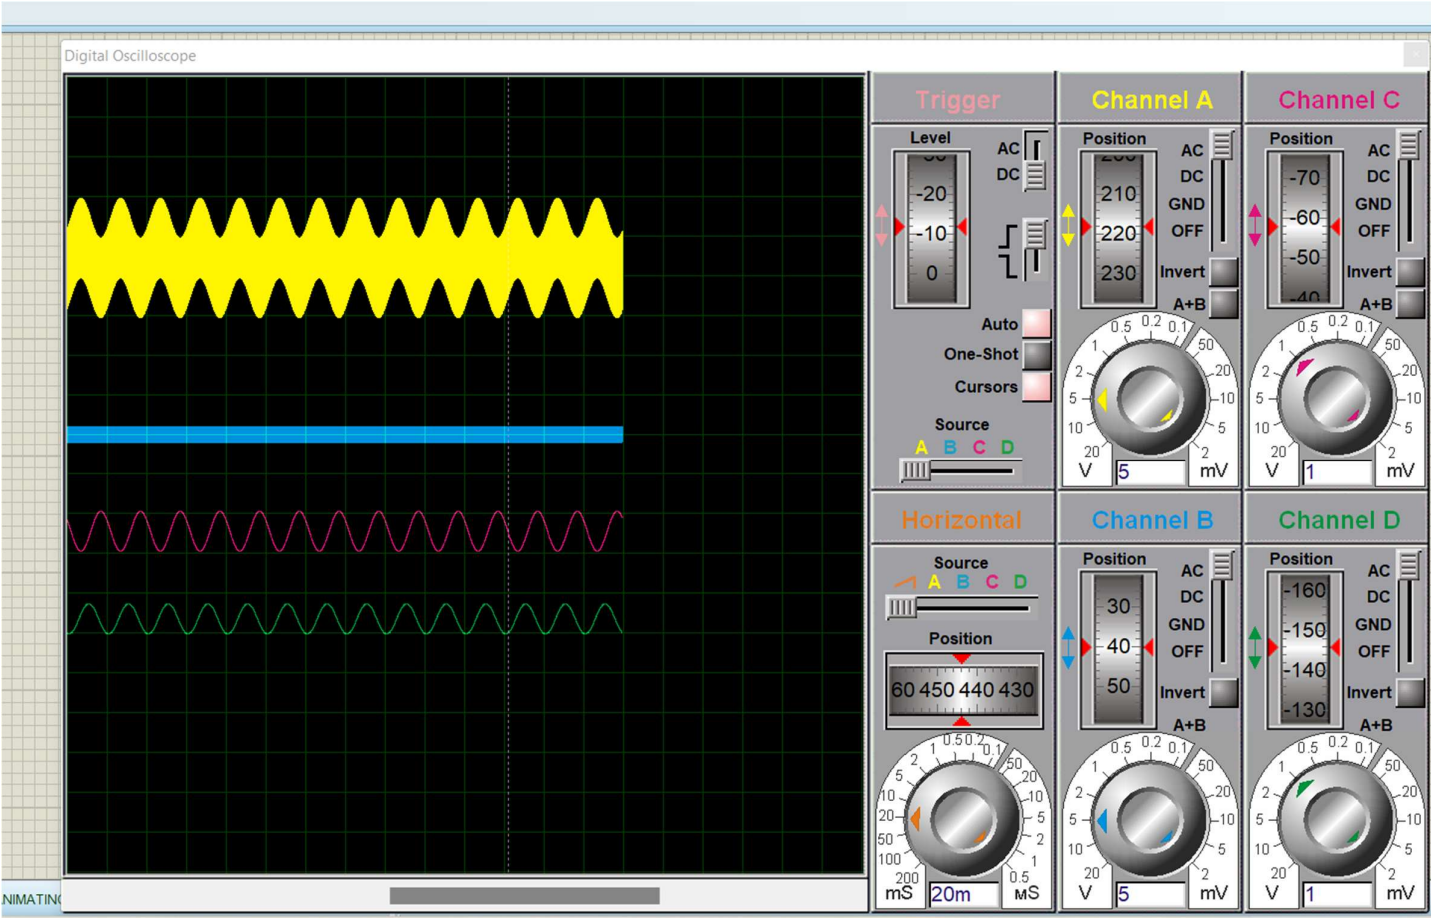 Digital Oscilloscope
Trigger
Level
AC
DC
-20
-10
0
Auto
One-Shot
Cursors
Source
A B C D
Channel A
Position
210
220
230
AC
DC
GND
OFF
Invert
A+B
20 10 5 2 1 0.5 0.2 0.1 50 20 10 5 2
V 5 mV
Channel C
Position
-70
-60
-50
-40
AC
DC
GND
OFF
Invert
A+B
20 10 5 2 1 0.5 0.2 0.1 50 20 10 5 2
V 1 mV
Horizontal
Source
A B C D
Position
60 450 440 430
200 100 50 20 10 5 2 1 0.5 0.2 0.1 50 20 10 5 2 1 0.5
mS 20m µS
Channel B
Position
30
40
50
AC
DC
GND
OFF
Invert
A+B
20 10 5 2 1 0.5 0.2 0.1 50 20 10 5 2
V 5 mV
Channel D
Position
-160
-150
-140
-130
AC
DC
GND
OFF
Invert
A+B
20 10 5 2 1 0.5 0.2 0.1 50 20 10 5 2
V 1 mV